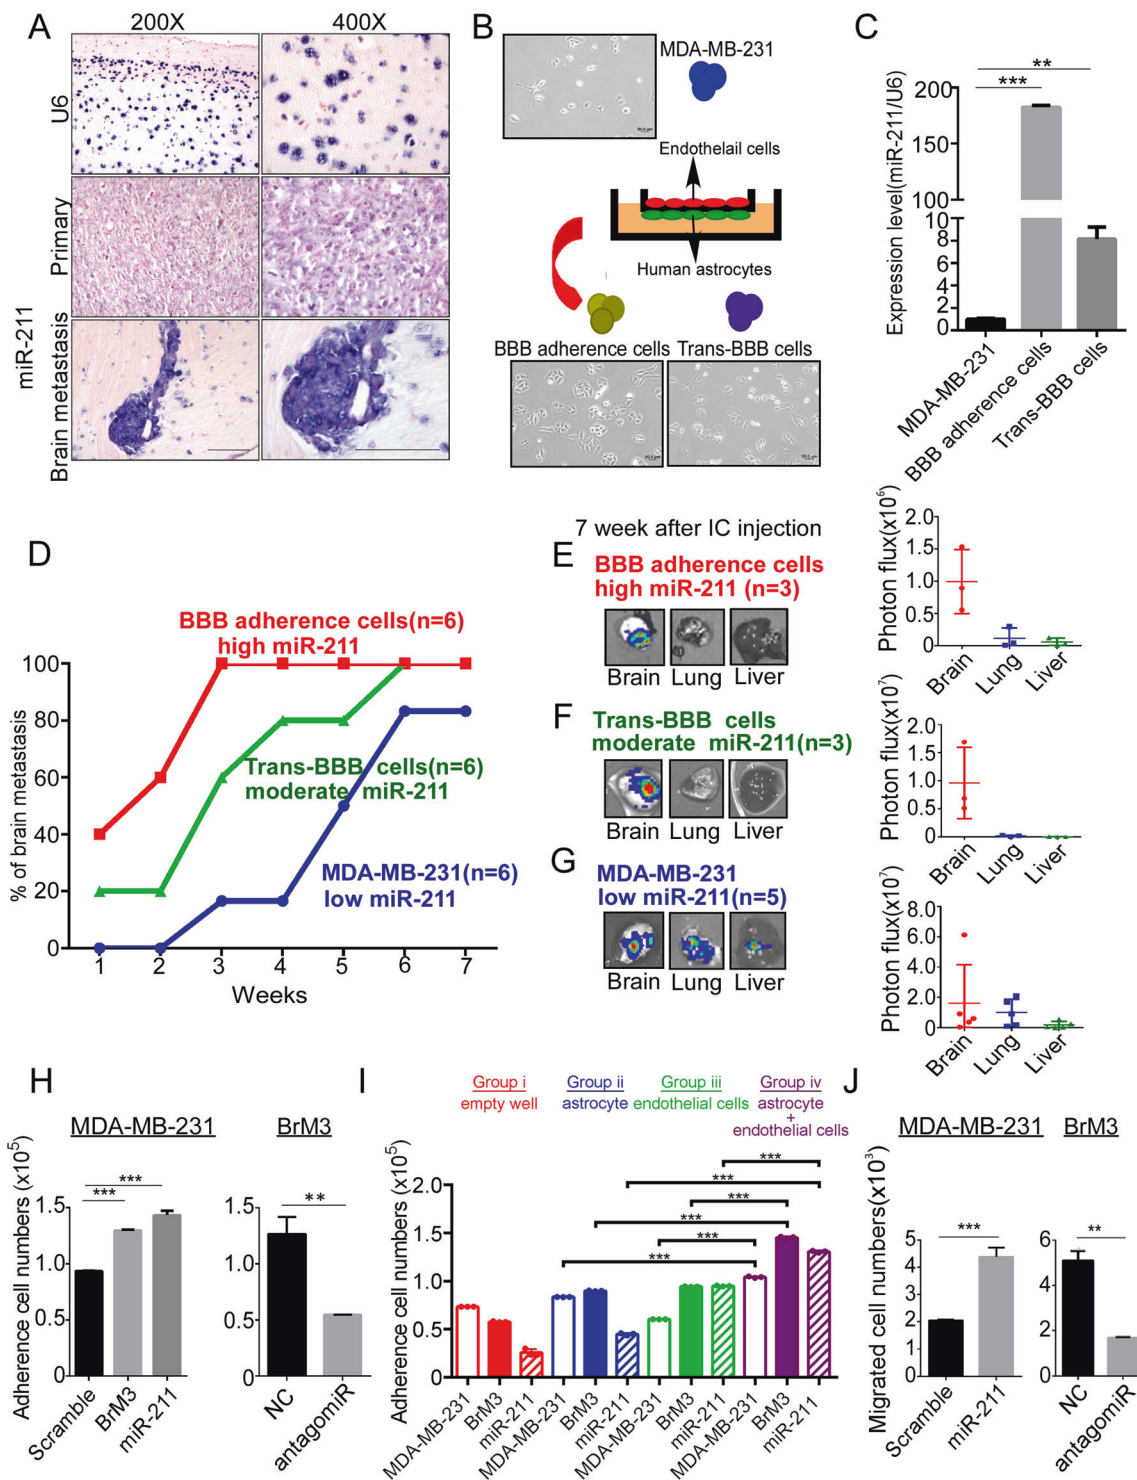 A
200X
400X
U6
Primary
Brain metastasis
miR-211
B
MDA-MB-231
Endothelail cells
Human astrocytes
BBB adherence cells
Trans-BBB cells
C
Expression level(miR-211/U6)
**
***
200
150
100
10
8
6
4
2
0
MDA-MB-231
BBB adherence cells
Trans-BBB cells
D
BBB adherence cells(n=6)
high miR-211
Trans-BBB cells(n=6)
moderate miR-211
MDA-MB-231(n=6)
low miR-211
% of brain metastasis
100
80
60
40
20
0
1 2 3 4 5 6 7
Weeks
7 week after IC injection
E
BBB adherence cells
high miR-211 (n=3)
Brain Lung Liver
Photon flux(x10⁶)
2.0
1.5
1.0
0.5
0
Brain
Lung
Liver
F
Trans-BBB cells
moderate miR-211(n=3)
Brain Lung Liver
Photon flux(x10⁷)
2.0
1.5
1.0
0.5
0
Brain
Lung
Liver
G
MDA-MB-231
low miR-211(n=5)
Brain Lung Liver
Photon flux(x10⁷)
8.0
6.0
4.0
2.0
0
Brain
Lung
Liver
H
MDA-MB-231
Adherence cell numbers (x10⁵)
***
***
1.5
1.0
0.5
0
Scramble
BrM3
miR-211
BrM3
**
1.5
1.0
0.5
0
NC
antagomiR
I
Group i
empty well
Group ii
astrocyte
Group iii
endothelial cells
Group iv
astrocyte
+
endothelial cells
Adherence cell numbers (x10⁵)
***
***
***
***
***
***
2.0
1.5
1.0
0.5
0
MDA-MB-231
BrM3
miR-211
MDA-MB-231
BrM3
miR-211
MDA-MB-231
BrM3
miR-211
MDA-MB-231
BrM3
miR-211
J
MDA-MB-231
Migrated cell numbers(x10³)
***
5
4
3
2
1
0
Scramble
miR-211
BrM3
**
6
4
2
0
NC
antagomiR